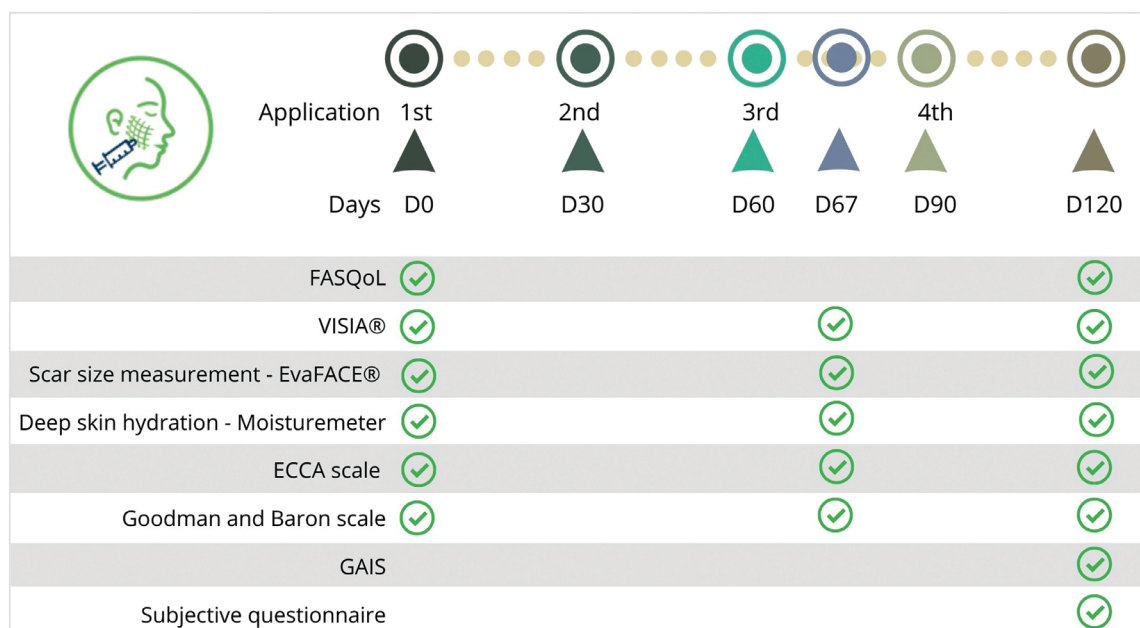 Application 1st 2nd 3rd 4th
Days D0 D30 D60 D67 D90 D120
FASQoL
VISIA®
Scar size measurement - EvaFACE®
Deep skin hydration - Moisturemeter
ECCA scale
Goodman and Baron scale
GAIS
Subjective questionnaire